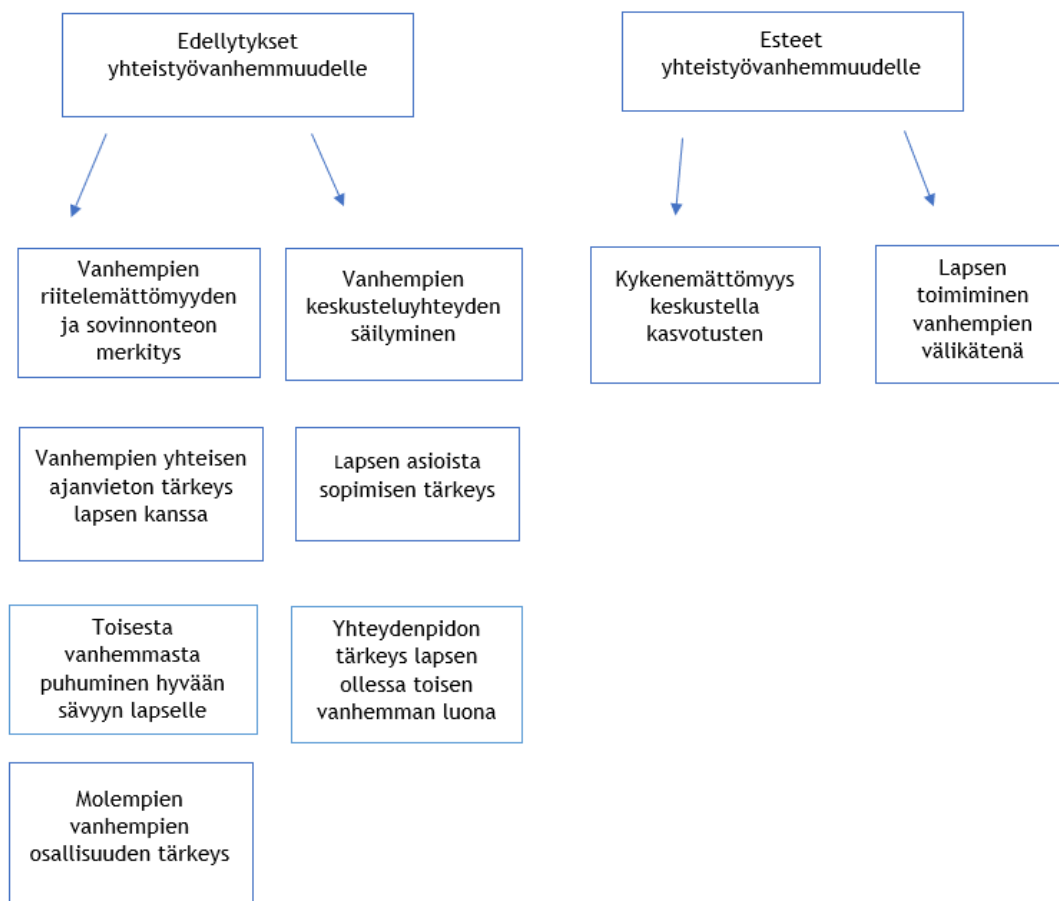 Edellytykset
yhteistyövanhemmuudelle
Esteet
yhteistyövanhemmuudelle
Vanhempien
riitelemättömyyden
ja sovinnonteon
merkitys
Vanhempien
keskusteluyhteyden
säilyminen
Kykenemättömyys
keskustella
kasvotusten
Lapsen
toimiminen
vanhempien
välikätenä
Vanhempien yhteisen
ajanvieton tärkeys
lapsen kanssa
Lapsen asioista
sopimisen tärkeys
Toisesta
vanhemmasta
puhuminen hyvään
sävyyn lapselle
Yhteydenpidon
tärkeys lapsen
ollessa toisen
vanhemman luona
Molempien
vanhempien
osallisuuden tärkeys